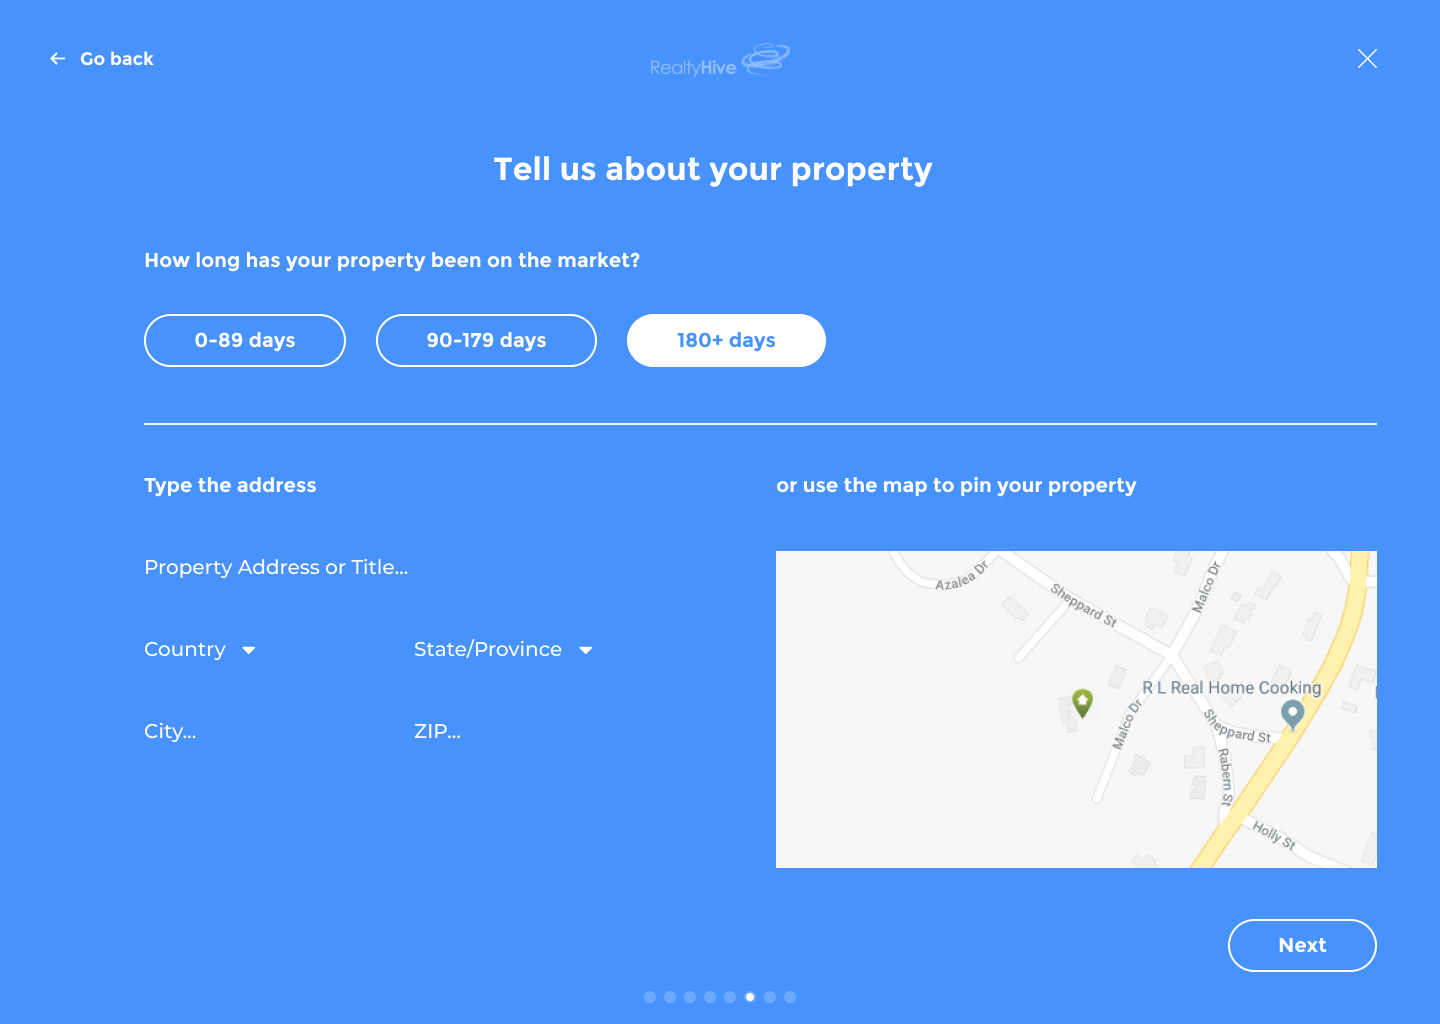 Go back
RealtyHive
Tell us about your property
How long has your property been on the market?
0-89 days
90-179 days
180+ days
Type the address
or use the map to pin your property
Property Address or Title...
Country
State/Province
City...
ZIP...
Azalea Dr
Sheppard St
Malco Dr
R L Real Home Cooking
Malco Dr
Sheppard St
Rabern St
Holly St
Next